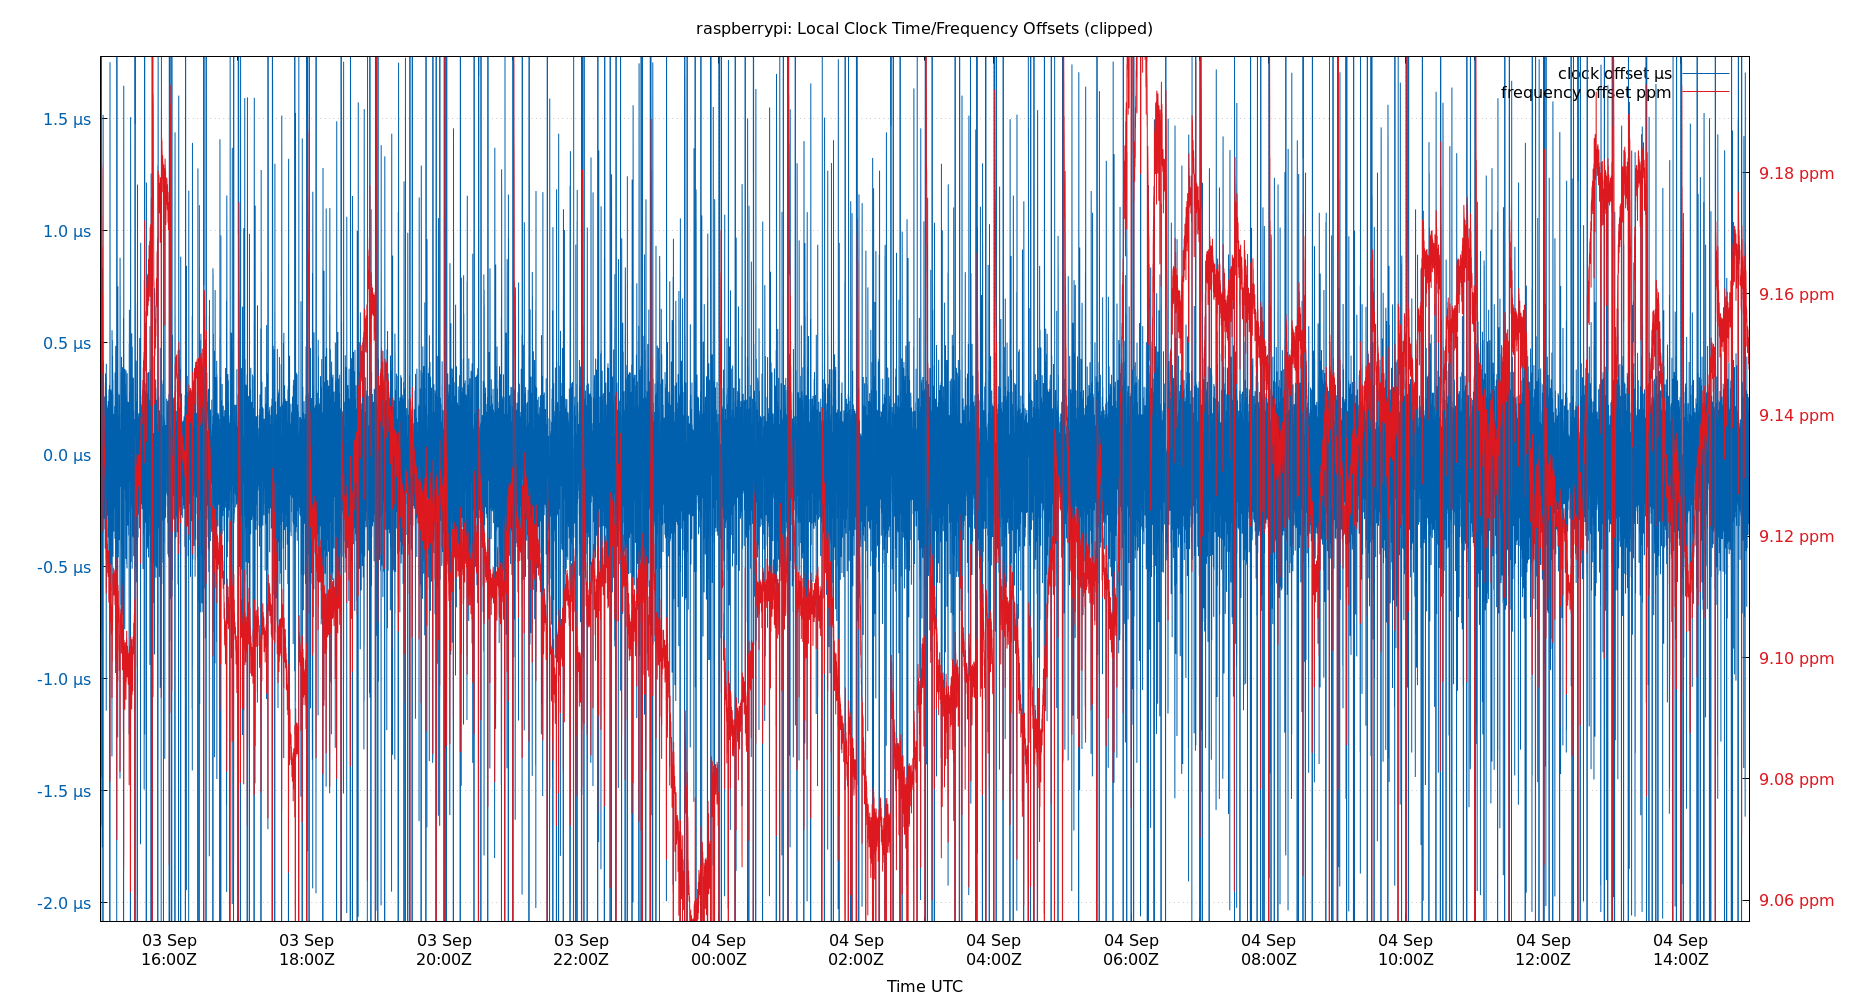 raspberrypi: Local Clock Time/Frequency Offsets (clipped)
clock offset µs
frequency offset ppm
1.5 µs
1.0 µs
0.5 µs
0.0 µs
-0.5 µs
-1.0 µs
-1.5 µs
-2.0 µs
9.18 ppm
9.16 ppm
9.14 ppm
9.12 ppm
9.10 ppm
9.08 ppm
9.06 ppm
03 Sep 03 Sep 03 Sep 03 Sep 04 Sep 04 Sep 04 Sep 04 Sep 04 Sep 04 Sep 04 Sep 04 Sep
16:00Z 18:00Z 20:00Z 22:00Z 00:00Z 02:00Z 04:00Z 06:00Z 08:00Z 10:00Z 12:00Z 14:00Z
Time UTC